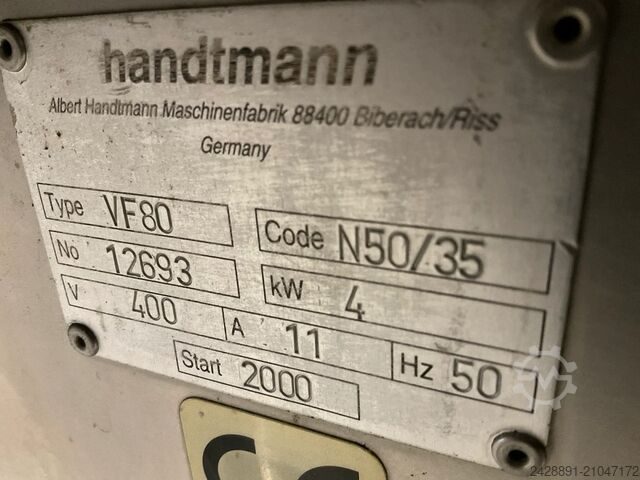 handtmann
Albert Handtmann Maschinenfabrik 88400 Biberach/Riss
Germany
Type VF80 Code N50/35
No 12693 kW 4
V 400 A 11 Hz 50
Start 2000
CE
2428891-21047172